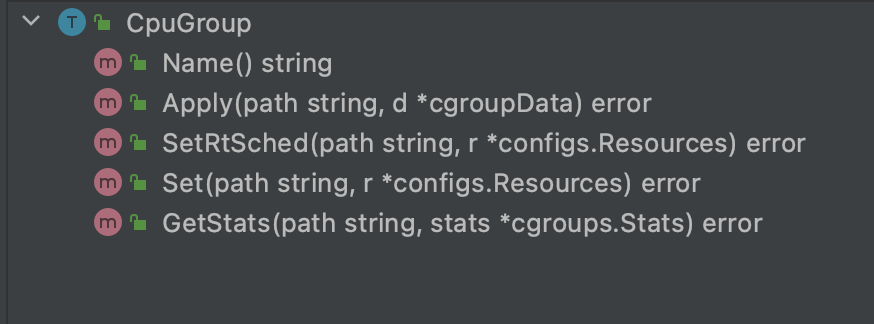 T CpuGroup
m Name() string
m Apply(path string, d *cgroupData) error
m SetRtSched(path string, r *configs.Resources) error
m Set(path string, r *configs.Resources) error
m GetStats(path string, stats *cgroups.Stats) error